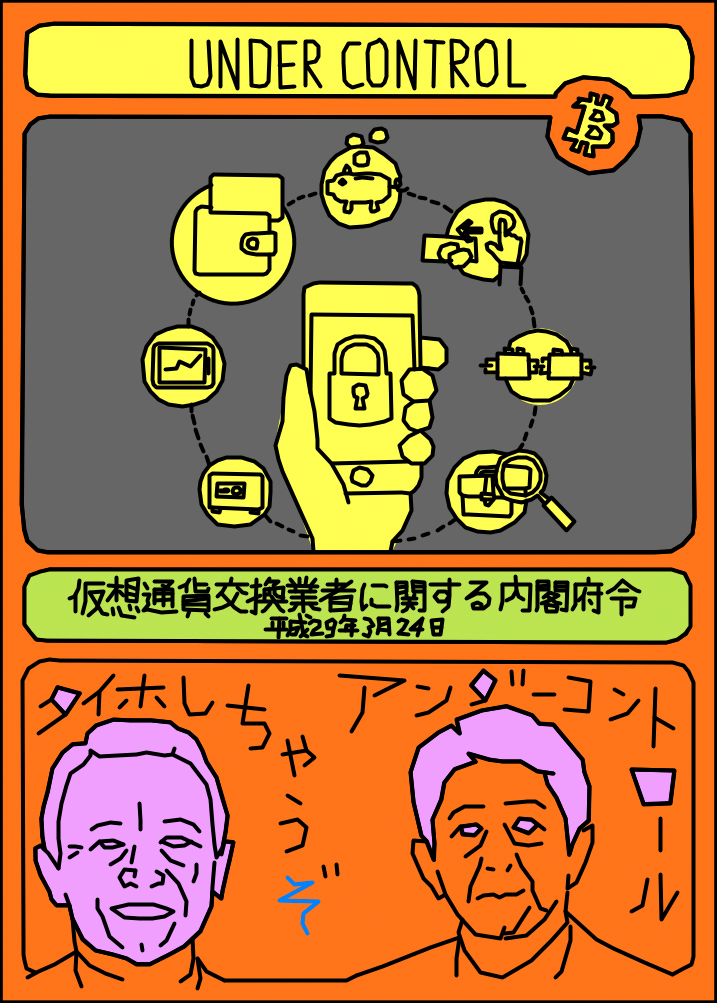 UNDER CONTROL
仮想通貨交換業者に関する内閣府令
平成29年3月24日
タイホしちゃうぞ
アンダーコントロール